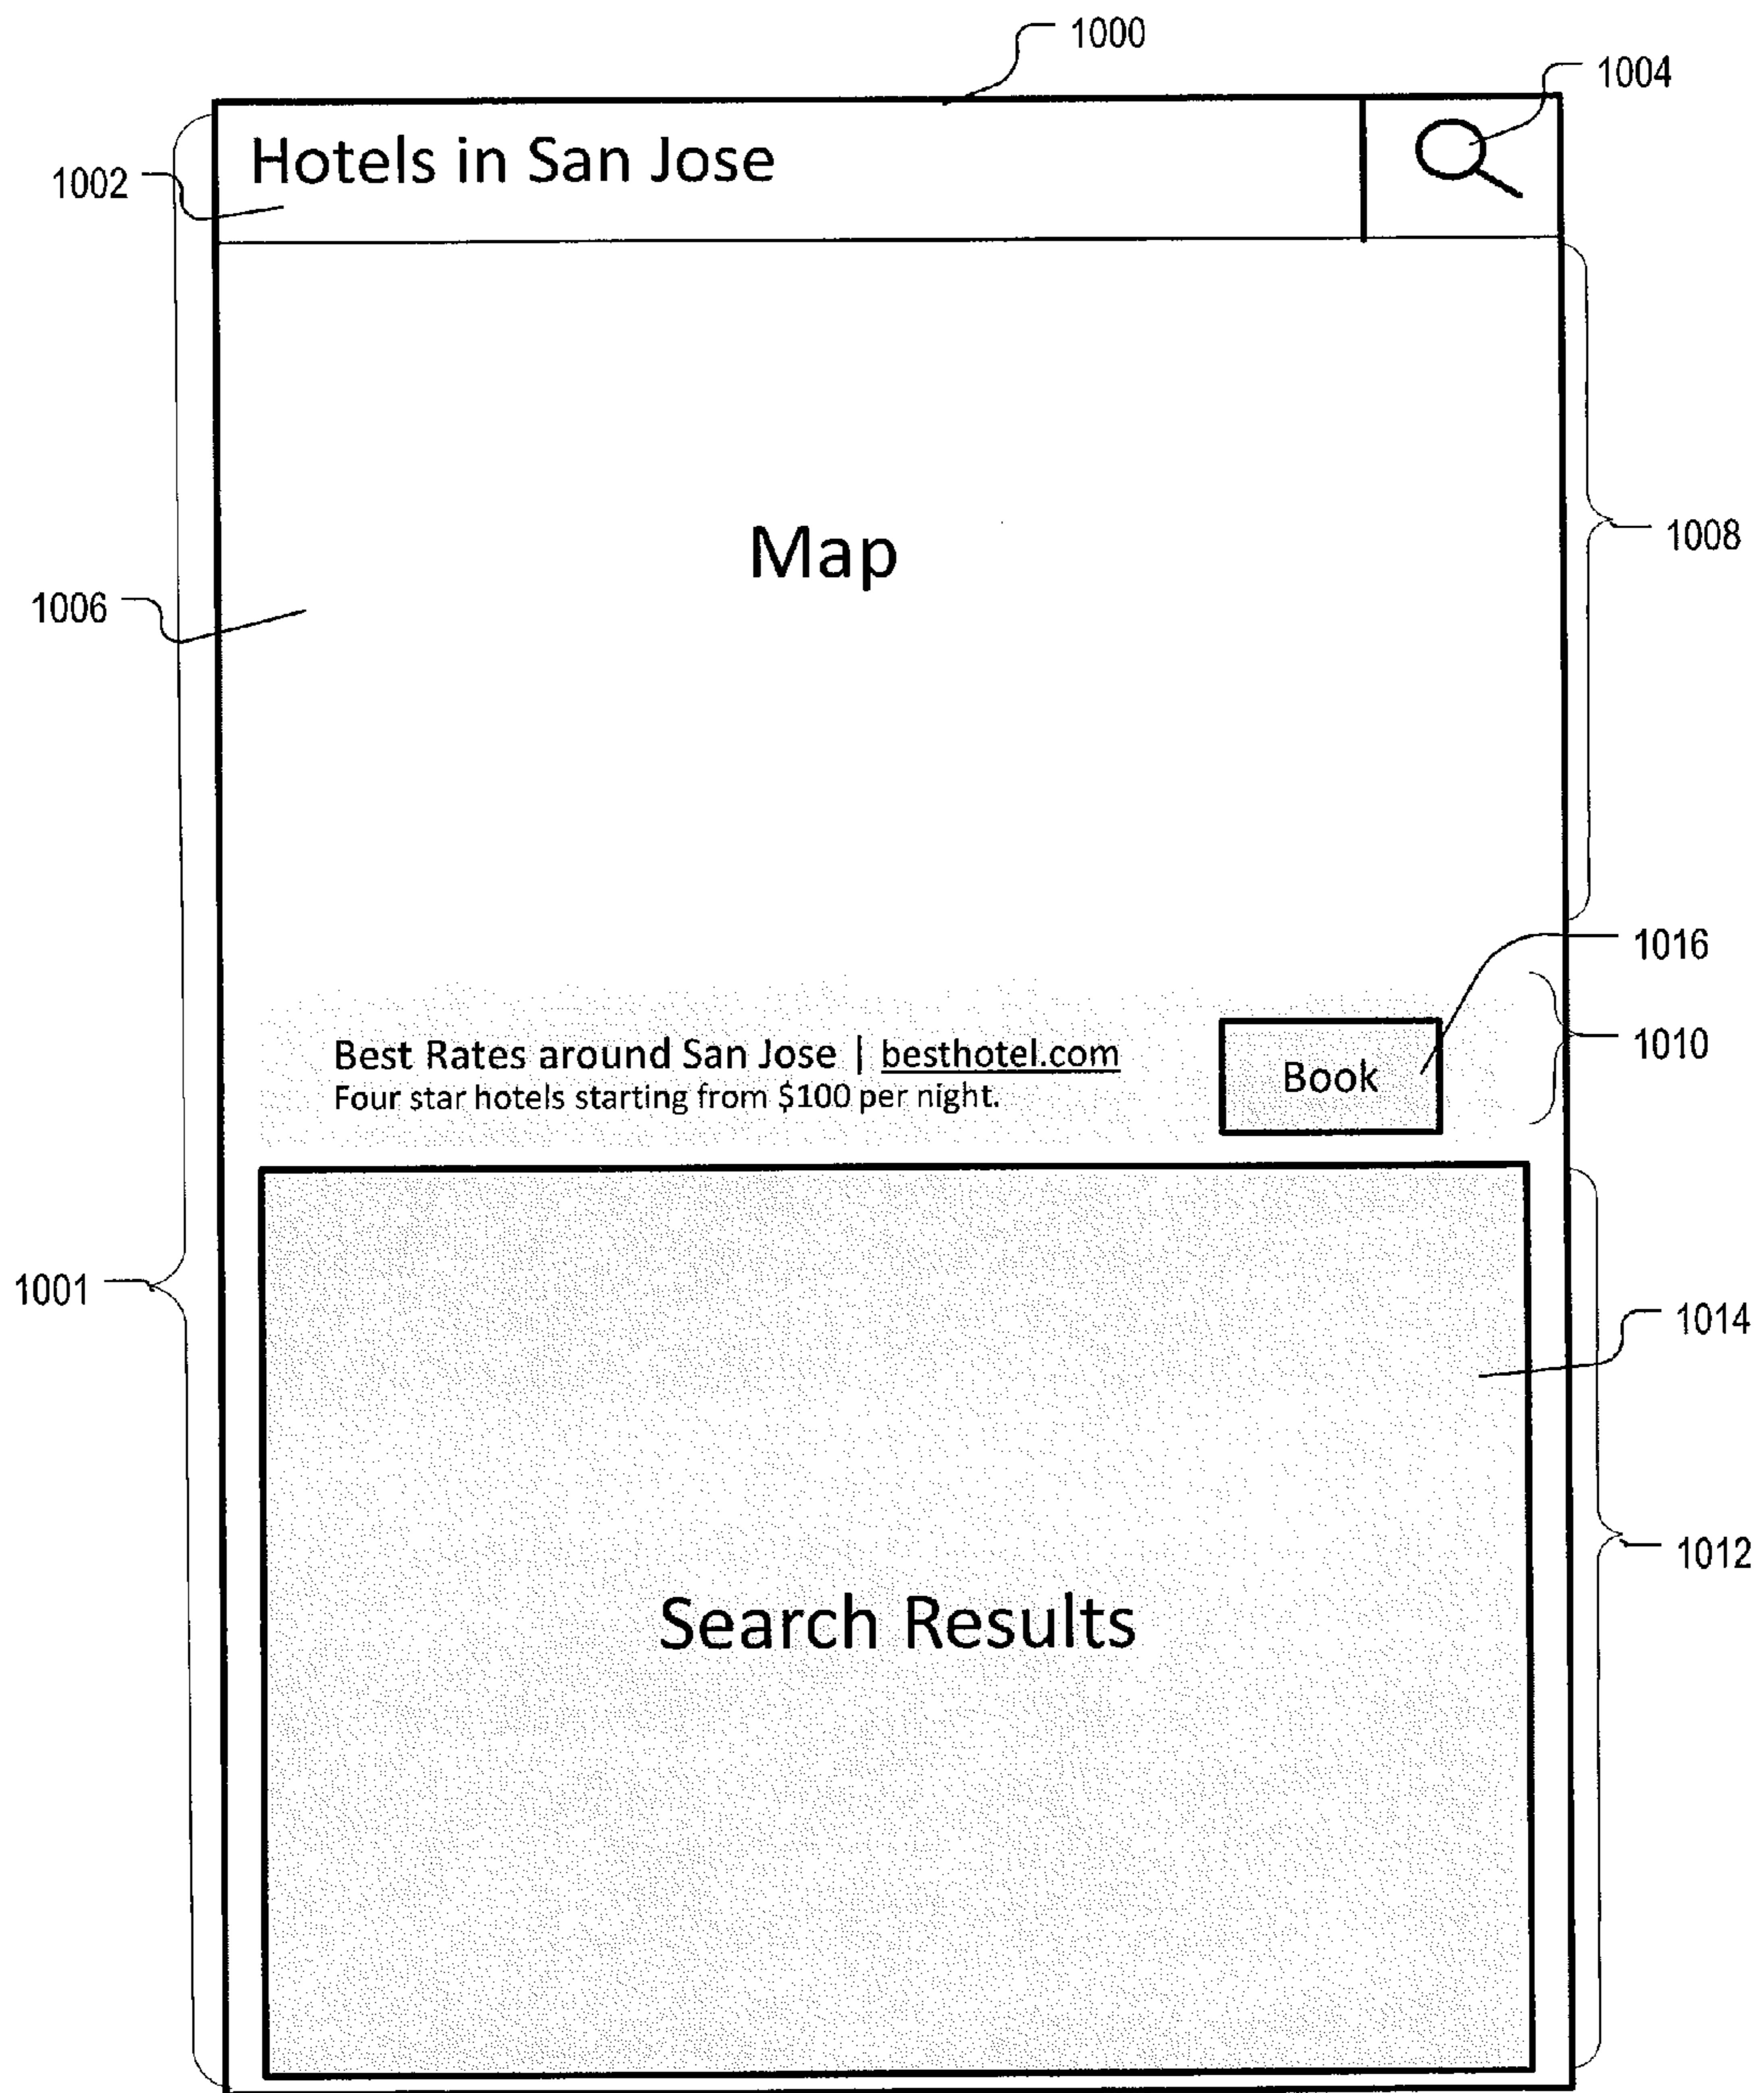 1000
1004
Hotels in San Jose
1002
Map
1008
1006
1016
Best Rates around San Jose | besthotel.com
Book
1010
Four star hotels starting from $100 per night.
1001
1014
1012
Search Results